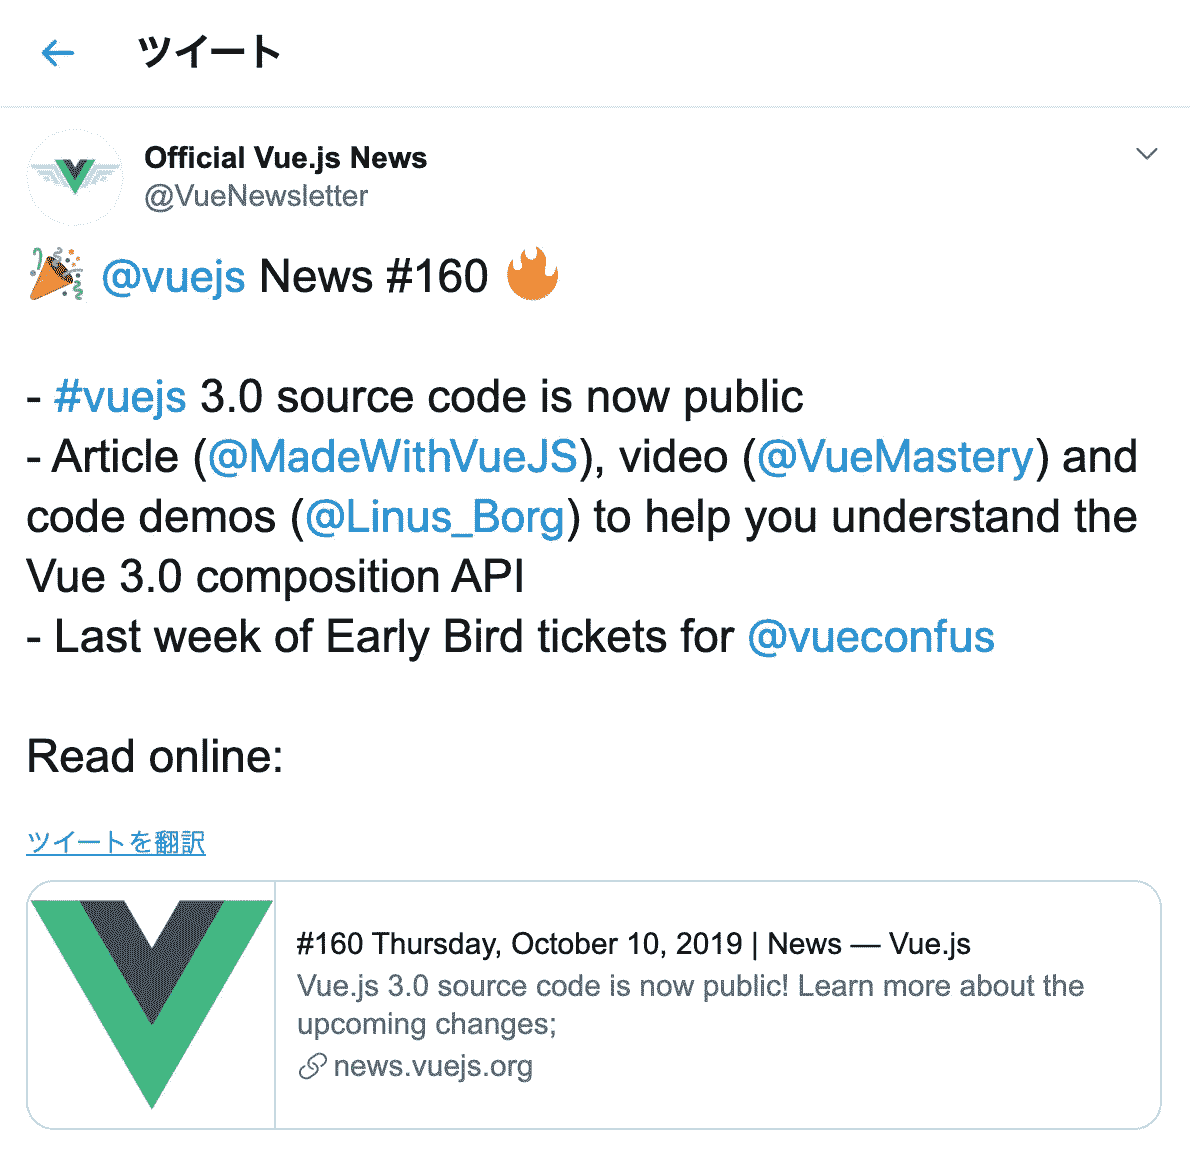 ツイート
Official Vue.js News
@VueNewsletter
🎉 @vuejs News #160 🔥
- #vuejs 3.0 source code is now public
- Article (@MadeWithVueJS), video (@VueMastery) and
code demos (@Linus_Borg) to help you understand the
Vue 3.0 composition API
- Last week of Early Bird tickets for @vueconfus
Read online:
ツイートを翻訳
#160 Thursday, October 10, 2019 | News — Vue.js
Vue.js 3.0 source code is now public! Learn more about the
upcoming changes;
news.vuejs.org